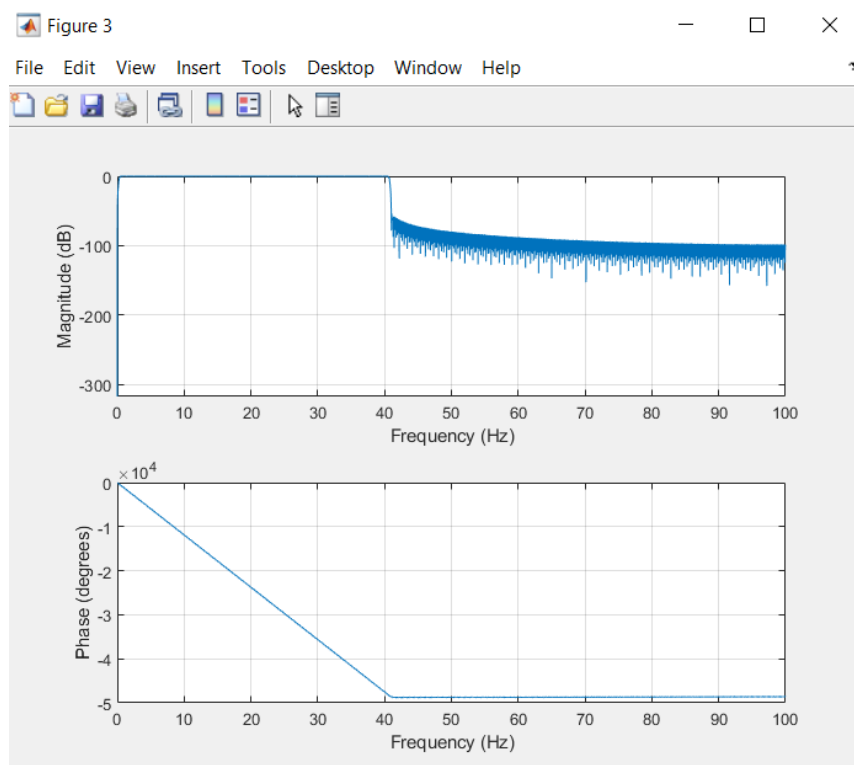 Figure 3
File Edit View Insert Tools Desktop Window Help
0
-100
-200
-300
Magnitude (dB)
0 10 20 30 40 50 60 70 80 90 100
Frequency (Hz)
×10^4
0
-1
-2
-3
-4
-5
Phase (degrees)
0 10 20 30 40 50 60 70 80 90 100
Frequency (Hz)